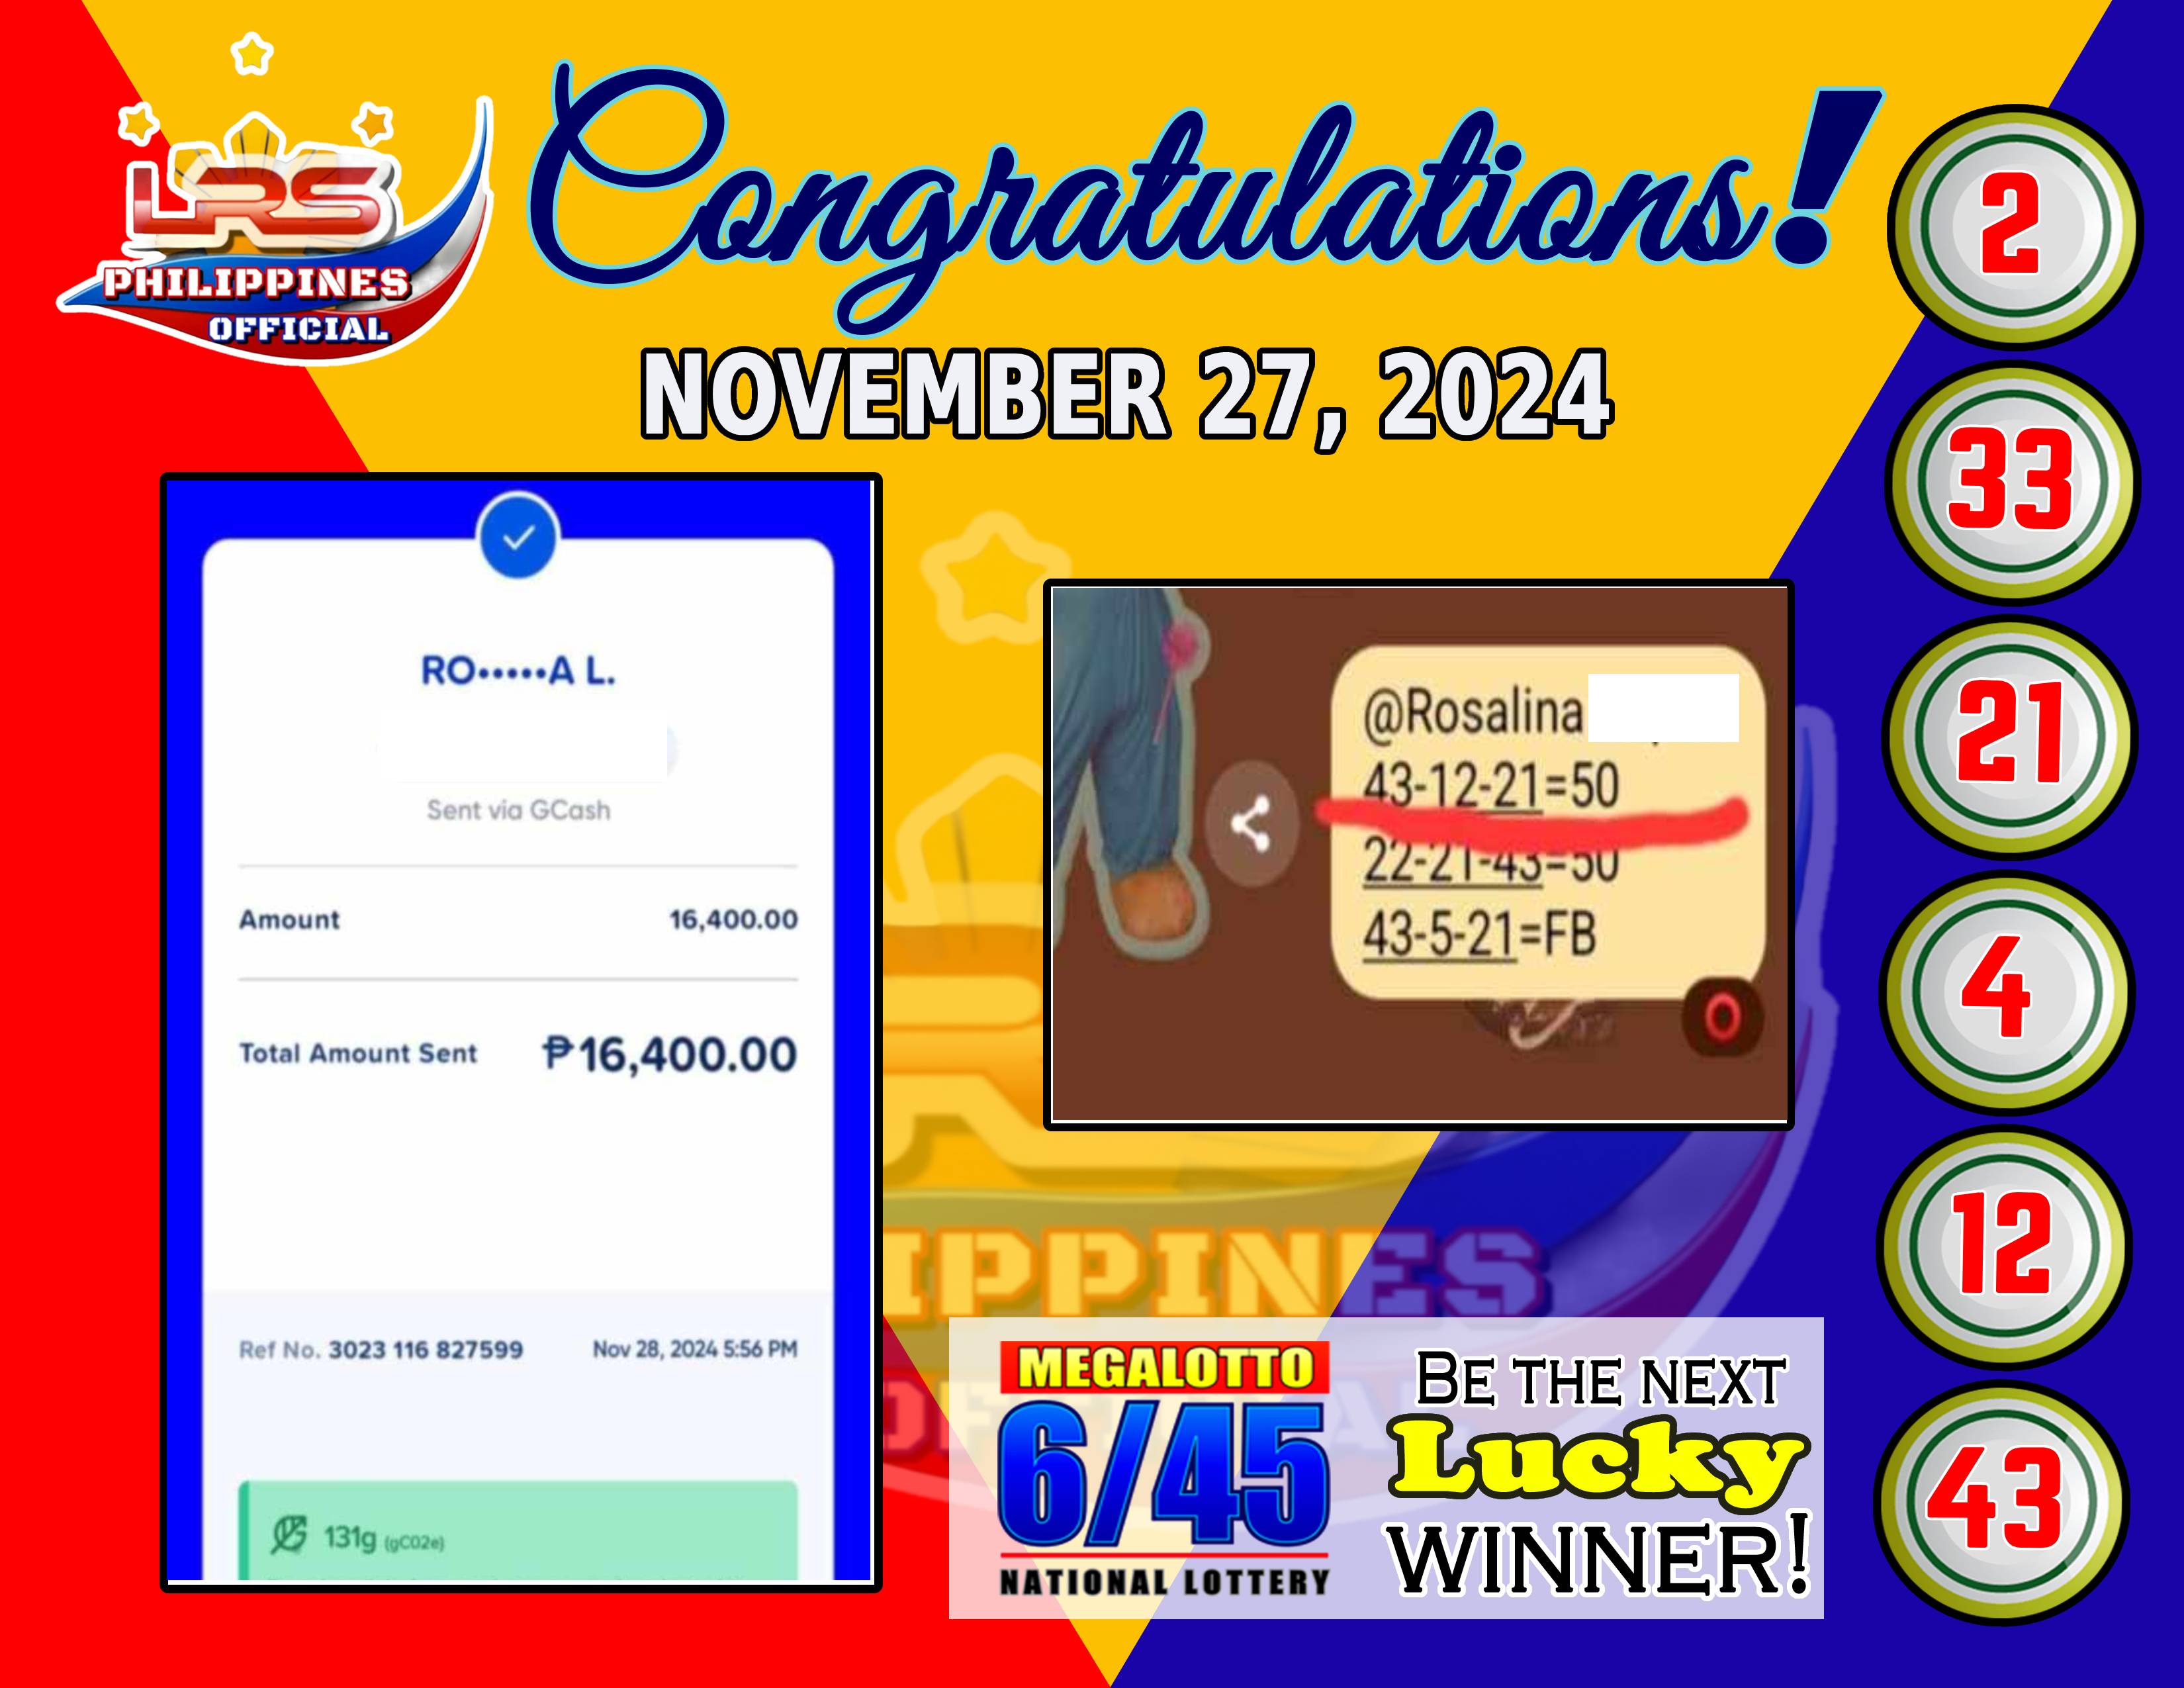 LRS
PHILIPPINES
OFFICIAL
Congratulations!
NOVEMBER 27, 2024
RO•••••A L.
Sent via GCash
Amount 16,400.00
Total Amount Sent ₱16,400.00
Ref No. 3023 116 827599 Nov 28, 2024 5:56 PM
131g (gCO2e)
@Rosalina
43-12-21=50
22-21-43=50
43-5-21=FB
IPPINES
MEGALOTTO
6/45
NATIONAL LOTTERY
BE THE NEXT
Lucky
WINNER!
2
33
21
4
12
43